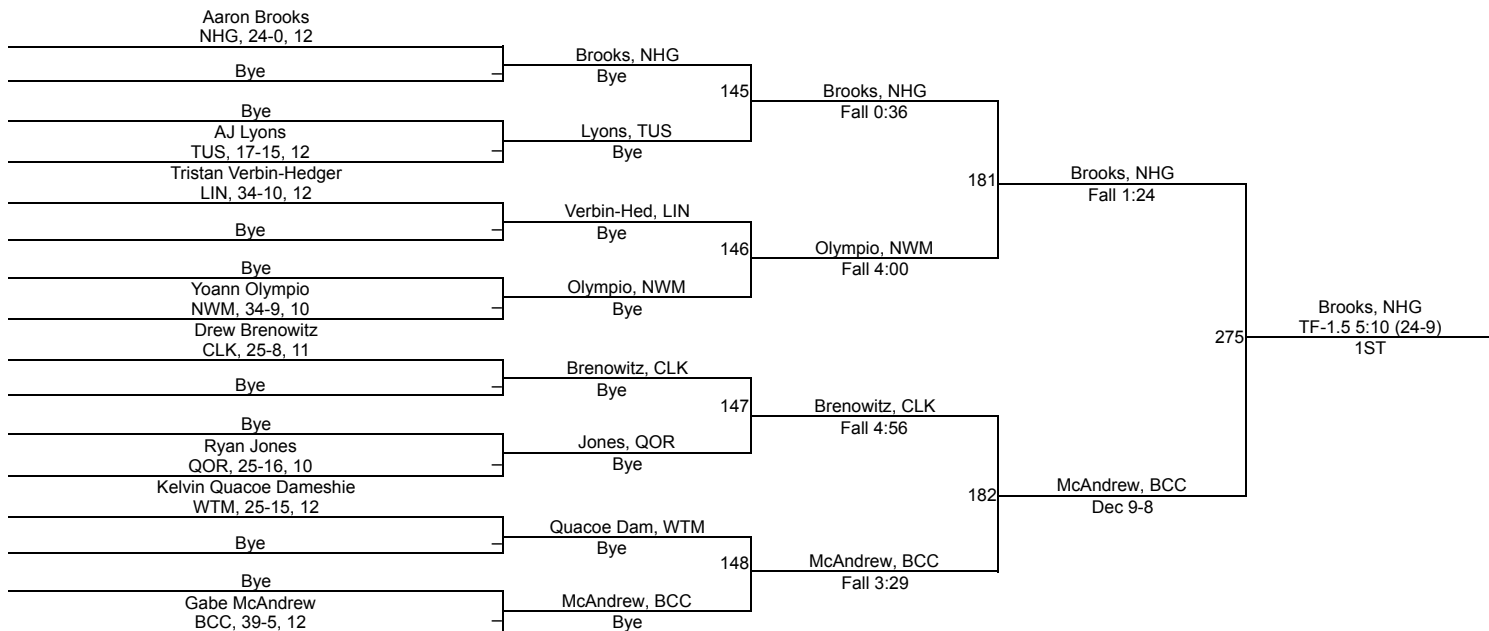 Aaron Brooks
NHG, 24-0, 12
Bye
Bye
AJ Lyons
TUS, 17-15, 12
Tristan Verbin-Hedger
LIN, 34-10, 12
Bye
Bye
Yoann Olympio
NWM, 34-9, 10
Drew Brenowitz
CLK, 25-8, 11
Bye
Bye
Ryan Jones
QOR, 25-16, 10
Kelvin Quacoe Dameshie
WTM, 25-15, 12
Bye
Bye
Gabe McAndrew
BCC, 39-5, 12
Brooks, NHG
Bye
145
Lyons, TUS
Bye
Verbin-Hed, LIN
Bye
146
Olympio, NWM
Bye
Brenowitz, CLK
Bye
147
Jones, QOR
Bye
Quacoe Dam, WTM
Bye
148
McAndrew, BCC
Bye
Brooks, NHG
Fall 0:36
181
Olympio, NWM
Fall 4:00
Brenowitz, CLK
Fall 4:56
182
McAndrew, BCC
Fall 3:29
Brooks, NHG
Fall 1:24
275
McAndrew, BCC
Dec 9-8
Brooks, NHG
TF-1.5 5:10 (24-9)
1ST